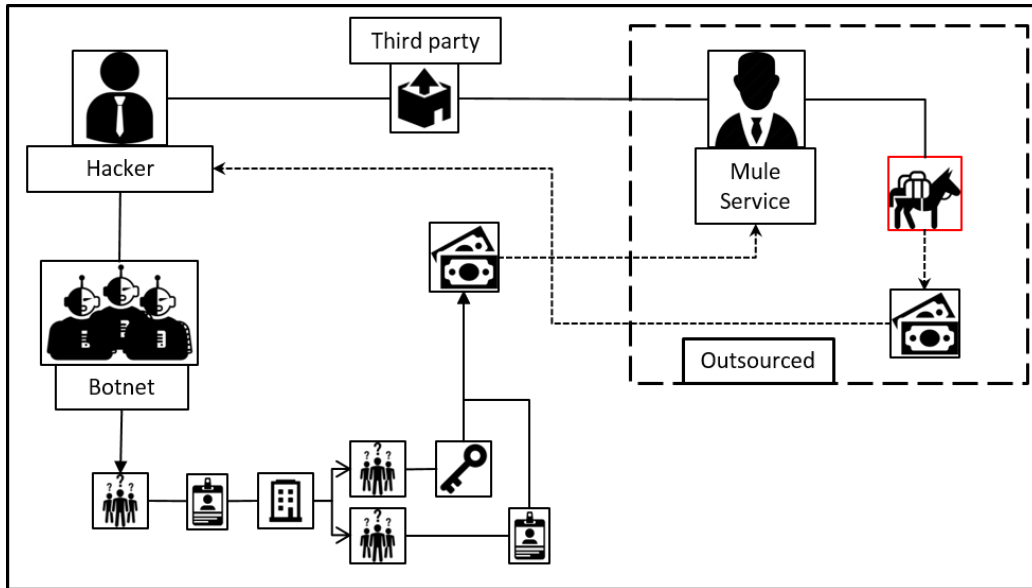 Third party
Hacker
Mule
Service
Botnet
Outsourced